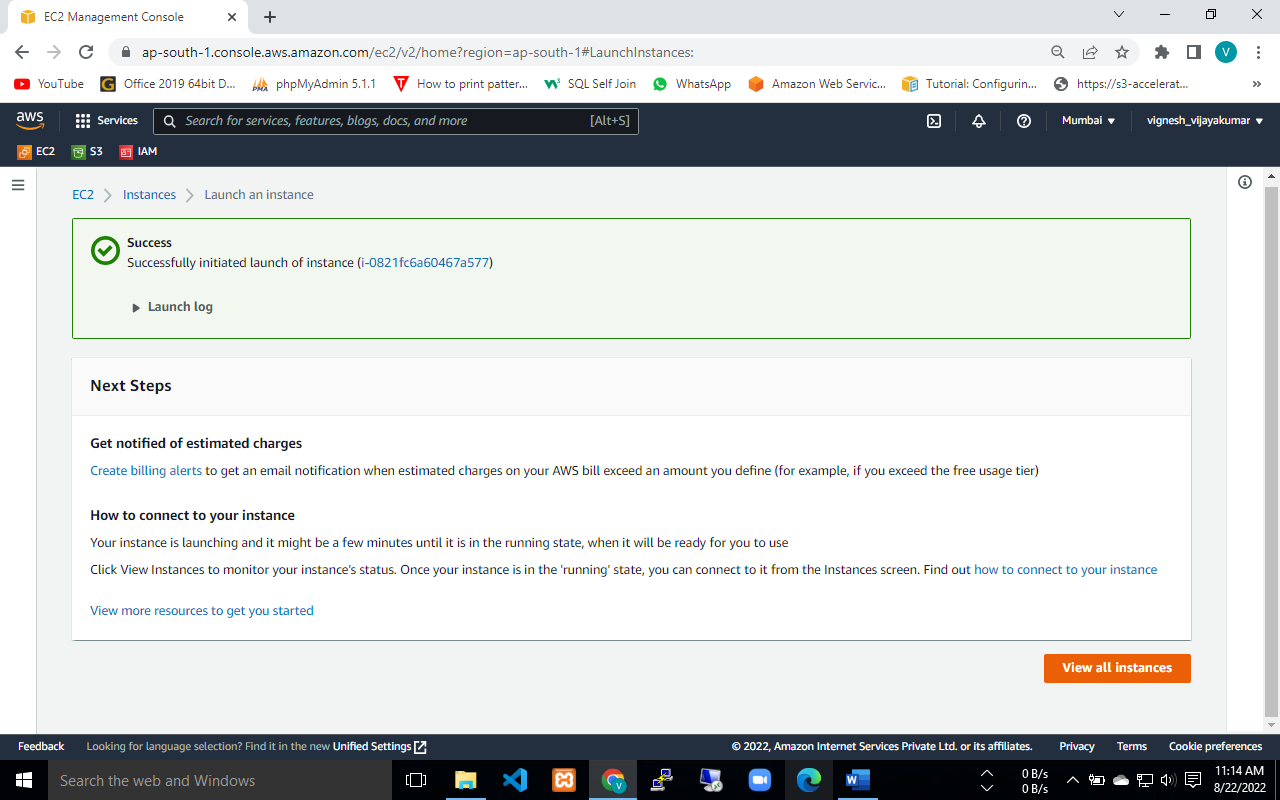 EC2 Management Console
ap-south-1.console.aws.amazon.com/ec2/v2/home?region=ap-south-1#LaunchInstances:
V
YouTube
Office 2019 64bit D...
phpMyAdmin 5.1.1
How to print patter...
SQL Self Join
WhatsApp
Amazon Web Servic...
Tutorial: Configurin...
https://s3-accelerat...
»
aws
Services
Search for services, features, blogs, docs, and more
[Alt+S]
Mumbai
vignesh_vijayakumar
EC2
S3
IAM
EC2
Instances
Launch an instance
Success
Successfully initiated launch of instance (i-0821fc6a60467a577)
Launch log
Next Steps
Get notified of estimated charges
Create billing alerts to get an email notification when estimated charges on your AWS bill exceed an amount you define (for example, if you exceed the free usage tier)
How to connect to your instance
Your instance is launching and it might be a few minutes until it is in the running state, when it will be ready for you to use
Click View Instances to monitor your instance's status. Once your instance is in the 'running' state, you can connect to it from the Instances screen. Find out how to connect to your instance
View more resources to get you started
View all instances
Feedback
Looking for language selection? Find it in the new Unified Settings
© 2022, Amazon Internet Services Private Ltd. or its affiliates.
Privacy
Terms
Cookie preferences
Search the web and Windows
0 B/s
0 B/s
11:14 AM
8/22/2022